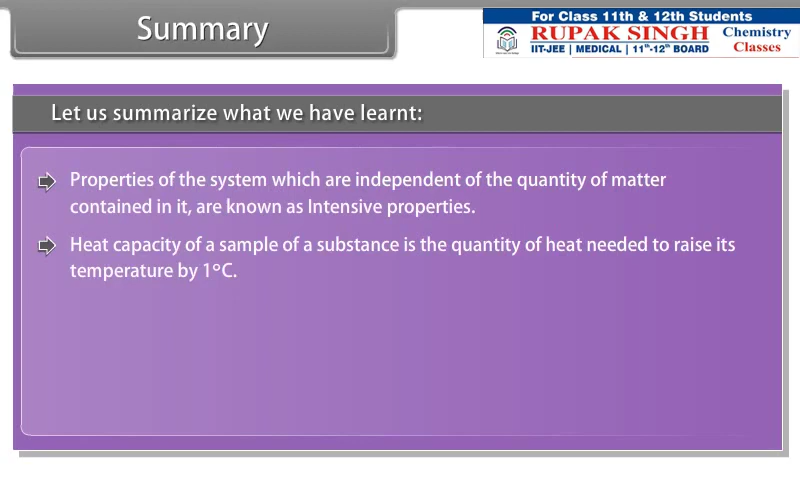 Summary
For Class 11th & 12th Students
RUPAK SINGH
IIT-JEE | MEDICAL | 11th-12th BOARD
Chemistry
Classes
Let us summarize what we have learnt:
Properties of the system which are independent of the quantity of matter
contained in it, are known as Intensive properties.
Heat capacity of a sample of a substance is the quantity of heat needed to raise its
temperature by 1ºC.